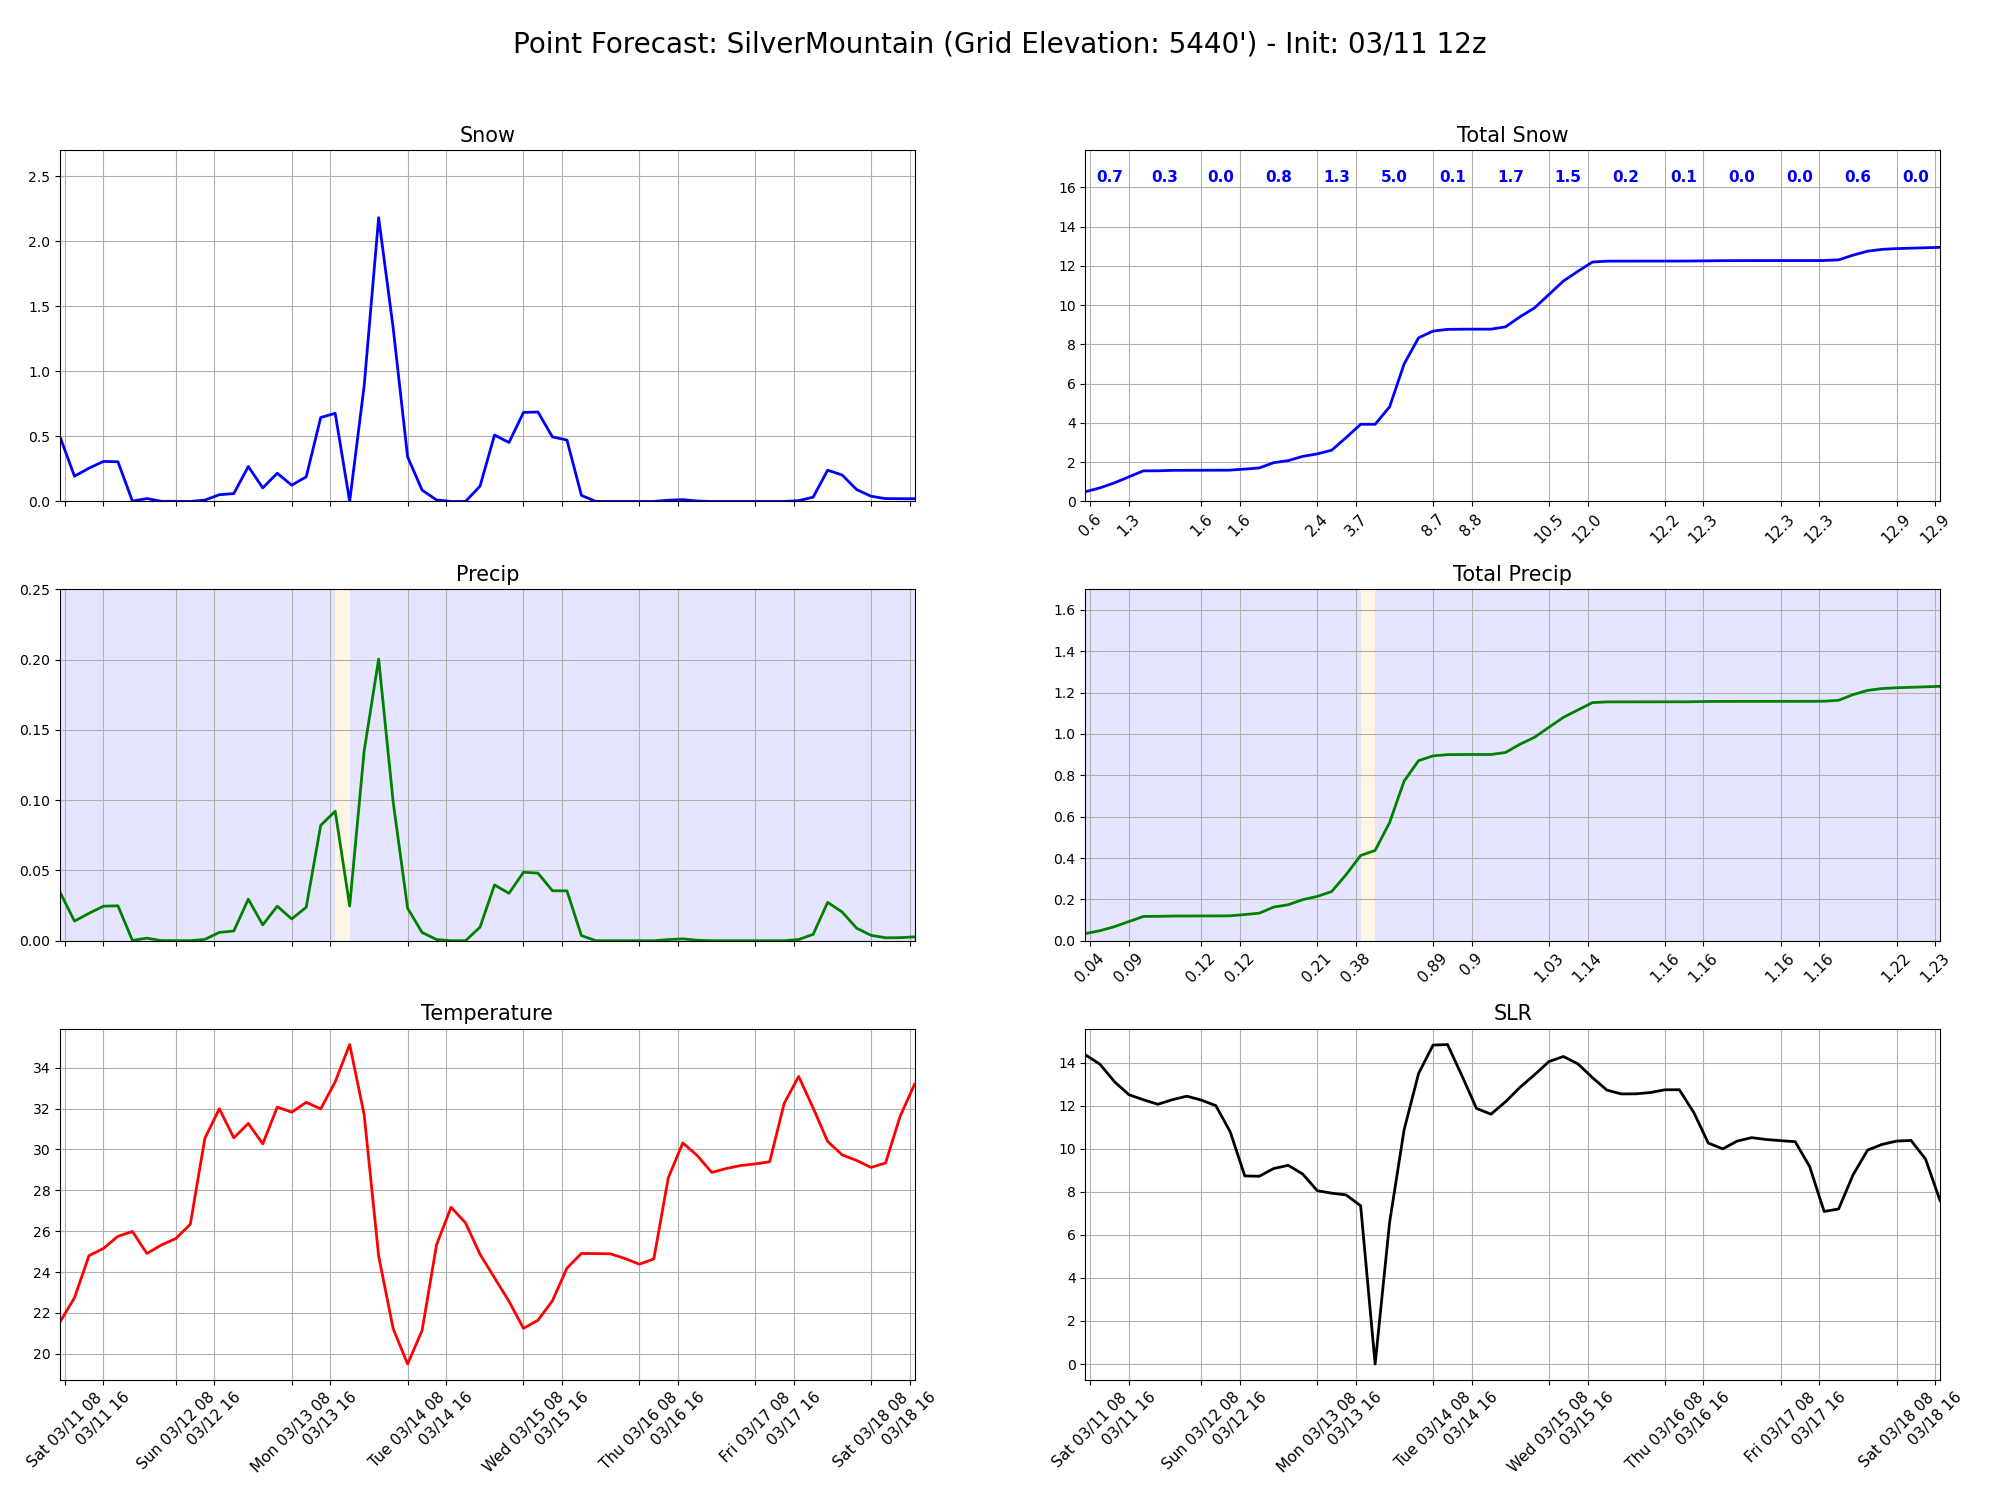 Point Forecast: SilverMountain (Grid Elevation: 5440') - Init: 03/11 12z
Snow
2.5
2.0
1.5
1.0
0.5
0.0
Total Snow
0.7 0.3 0.0 0.8 1.3 5.0 0.1 1.7 1.5 0.2 0.1 0.0 0.0 0.6 0.0
16
14
12
10
8
6
4
2
0
0.6 1.3 1.6 1.6 2.4 3.7 8.7 8.8 10.5 12.0 12.2 12.3 12.3 12.3 12.9 12.9
Precip
0.25
0.20
0.15
0.10
0.05
0.00
Total Precip
1.6
1.4
1.2
1.0
0.8
0.6
0.4
0.2
0.0
0.04 0.09 0.12 0.12 0.21 0.38 0.89 0.9 1.03 1.14 1.16 1.16 1.16 1.16 1.22 1.23
Temperature
34
32
30
28
26
24
22
20
Sat 03/11 08
03/11 16
Sun 03/12 08
03/12 16
Mon 03/13 08
03/13 16
Tue 03/14 08
03/14 16
Wed 03/15 08
03/15 16
Thu 03/16 08
03/16 16
Fri 03/17 08
03/17 16
Sat 03/18 08
03/18 16
SLR
14
12
10
8
6
4
2
0
Sat 03/11 08
03/11 16
Sun 03/12 08
03/12 16
Mon 03/13 08
03/13 16
Tue 03/14 08
03/14 16
Wed 03/15 08
03/15 16
Thu 03/16 08
03/16 16
Fri 03/17 08
03/17 16
Sat 03/18 08
03/18 16